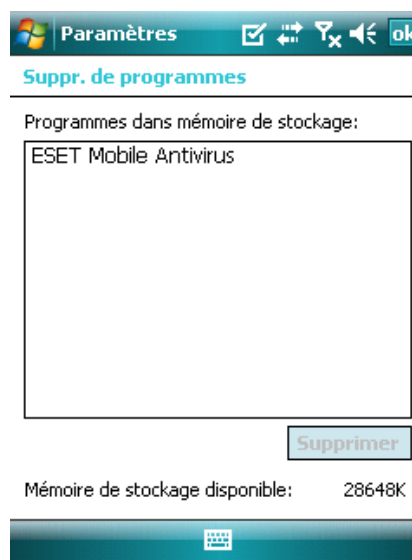 Paramètres ok
Suppr. de programmes
Programmes dans mémoire de stockage:
ESET Mobile Antivirus
Supprimer
Mémoire de stockage disponible: 28648K